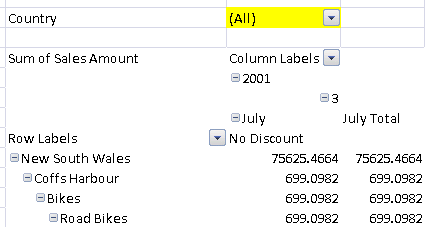 Country (All)
Sum of Sales Amount Column Labels
2001
3
July July Total
Row Labels No Discount
New South Wales 75625.4664 75625.4664
Coffs Harbour 699.0982 699.0982
Bikes 699.0982 699.0982
Road Bikes 699.0982 699.0982